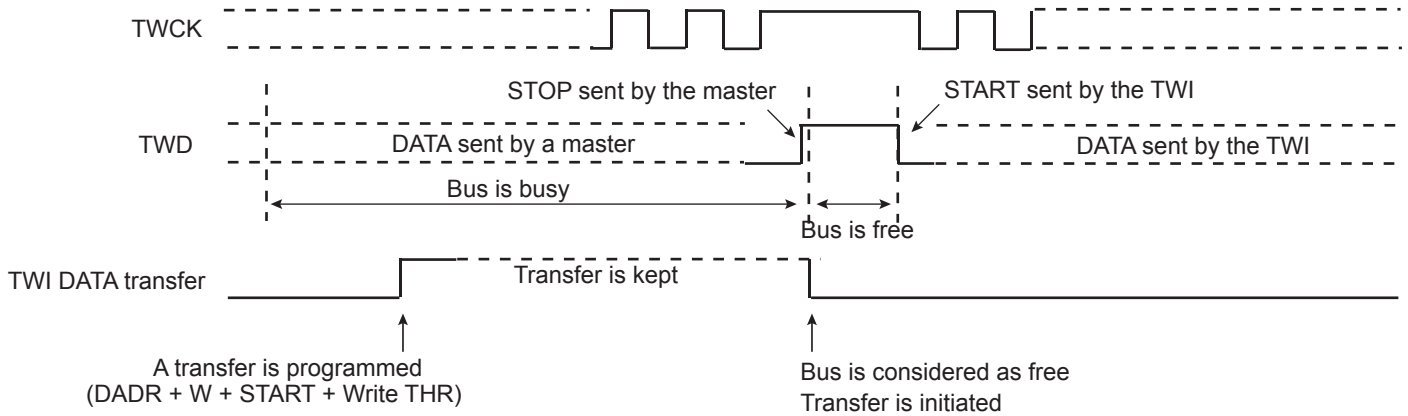 TWCK
STOP sent by the master
START sent by the TWI
TWD
DATA sent by a master
DATA sent by the TWI
Bus is busy
Bus is free
TWI DATA transfer
Transfer is kept
A transfer is programmed
(DADR + W + START + Write THR)
Bus is considered as free
Transfer is initiated